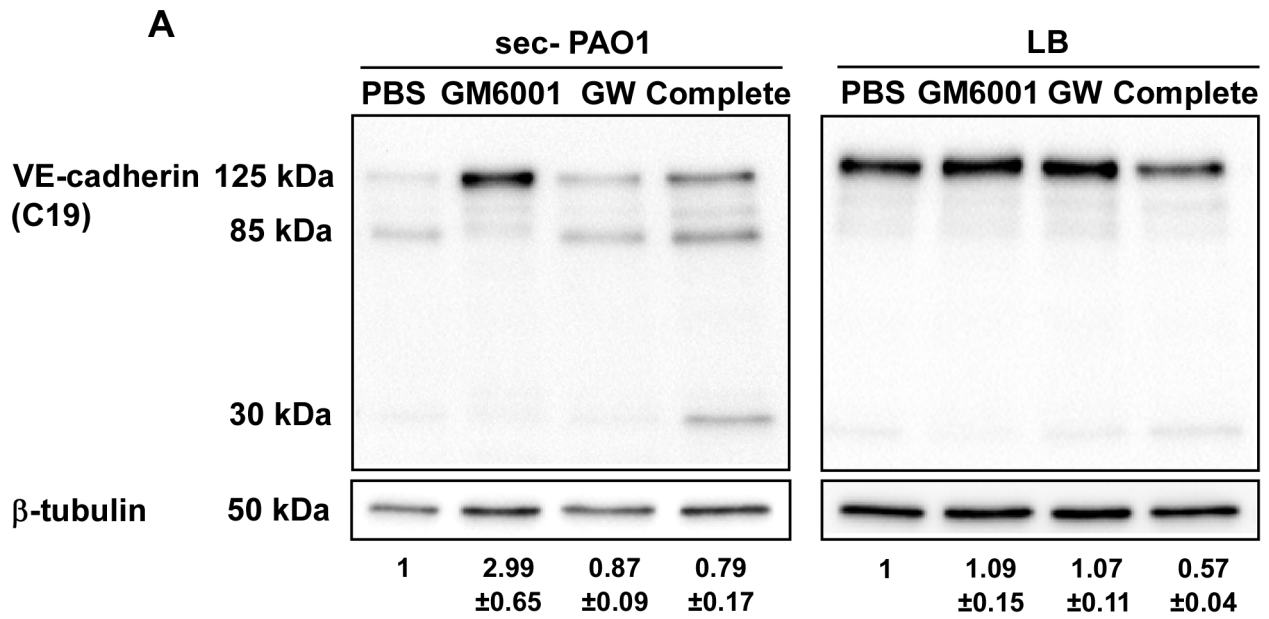 A
sec- PAO1
LB
PBS GM6001 GW Complete
PBS GM6001 GW Complete
VE-cadherin 125 kDa
(C19)
85 kDa
30 kDa
β-tubulin 50 kDa
1 2.99 0.87 0.79
±0.65 ±0.09 ±0.17
1 1.09 1.07 0.57
±0.15 ±0.11 ±0.04